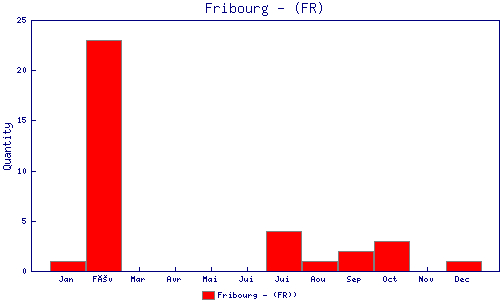 Fribourg - (FR)
25
20
15
10
5
0
Quantity
Jan FÃšv Mar Avr Mai Jui Jui Aou Sep Oct Nov Dec
Fribourg - (FR))